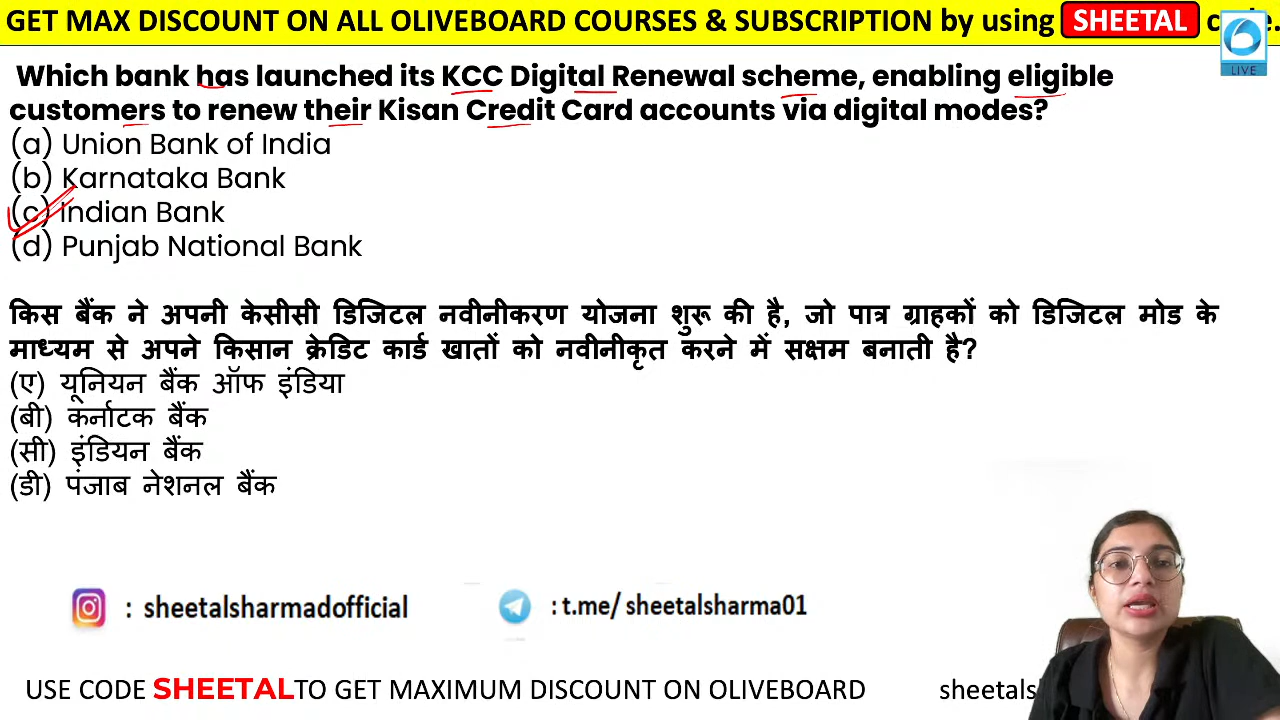 GET MAX DISCOUNT ON ALL OLIVEBOARD COURSES & SUBSCRIPTION by using SHEETAL code.
LIVE
Which bank has launched its KCC Digital Renewal scheme, enabling eligible
customers to renew their Kisan Credit Card accounts via digital modes?
(a) Union Bank of India
(b) Karnataka Bank
(c) Indian Bank
(d) Punjab National Bank
किस बैंक ने अपनी केसीसी डिजिटल नवीनीकरण योजना शुरू की है, जो पात्र ग्राहकों को डिजिटल मोड के
माध्यम से अपने किसान क्रेडिट कार्ड खातों को नवीनीकृत करने में सक्षम बनाती है?
(ए) यूनियन बैंक ऑफ इंडिया
(बी) कर्नाटक बैंक
(सी) इंडियन बैंक
(डी) पंजाब नेशनल बैंक
: sheetalsharmadofficial
: t.me/ sheetalsharma01
USE CODE SHEETAL TO GET MAXIMUM DISCOUNT ON OLIVEBOARD